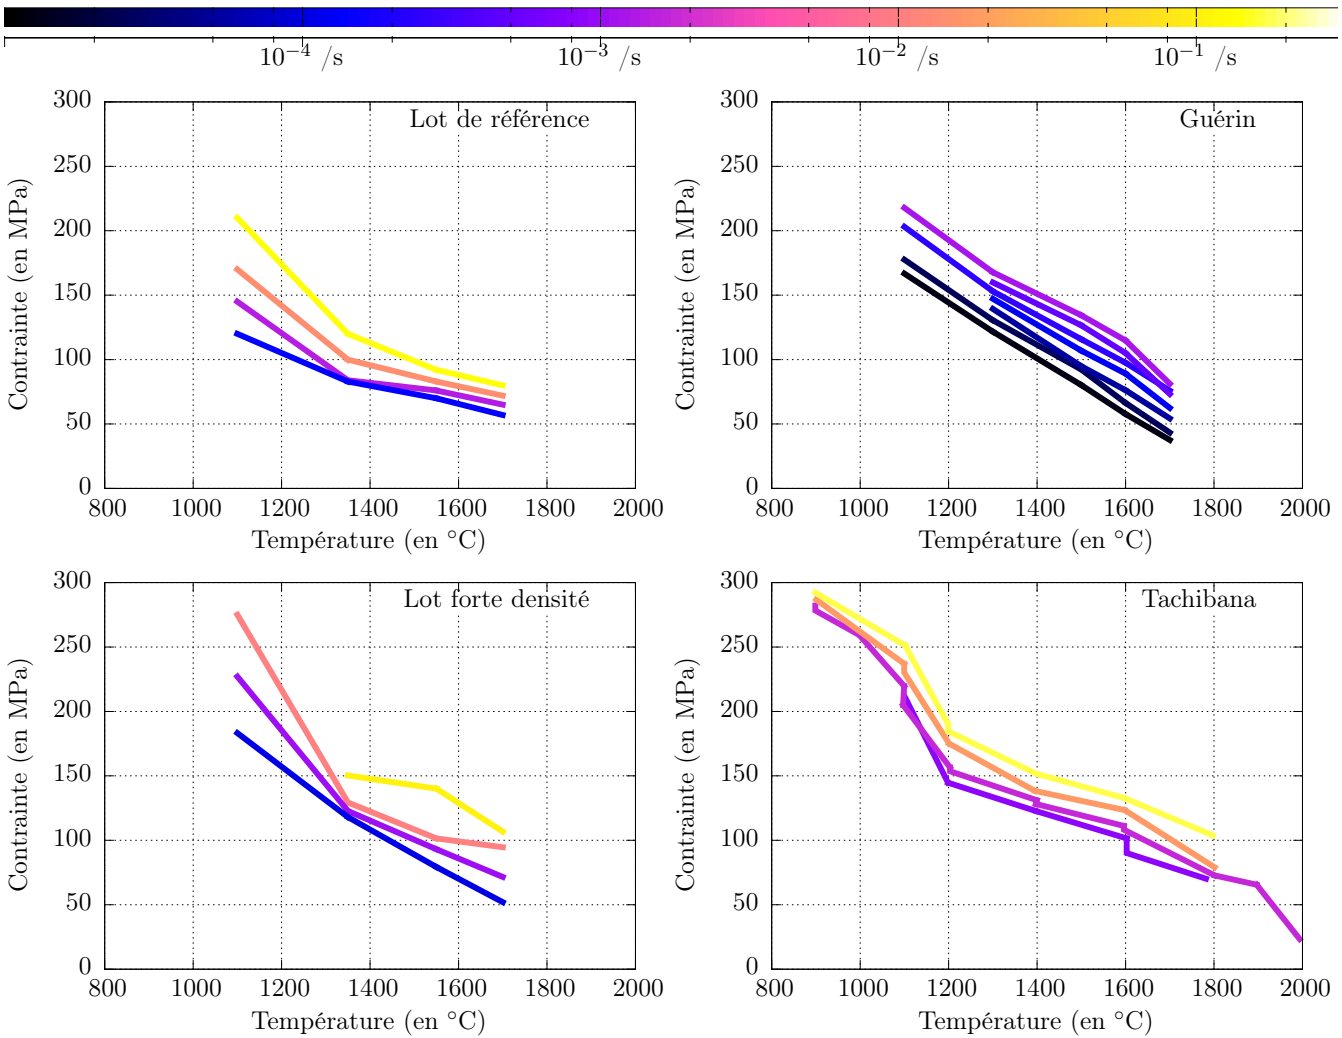 10⁻⁴ /s 10⁻³ /s 10⁻² /s 10⁻¹ /s
Lot de référence
Contrainte (en MPa)
300
250
200
150
100
50
0
800 1000 1200 1400 1600 1800 2000
Température (en °C)
Guérin
Contrainte (en MPa)
300
250
200
150
100
50
0
800 1000 1200 1400 1600 1800 2000
Température (en °C)
Lot forte densité
Contrainte (en MPa)
300
250
200
150
100
50
0
800 1000 1200 1400 1600 1800 2000
Température (en °C)
Tachibana
Contrainte (en MPa)
300
250
200
150
100
50
0
800 1000 1200 1400 1600 1800 2000
Température (en °C)